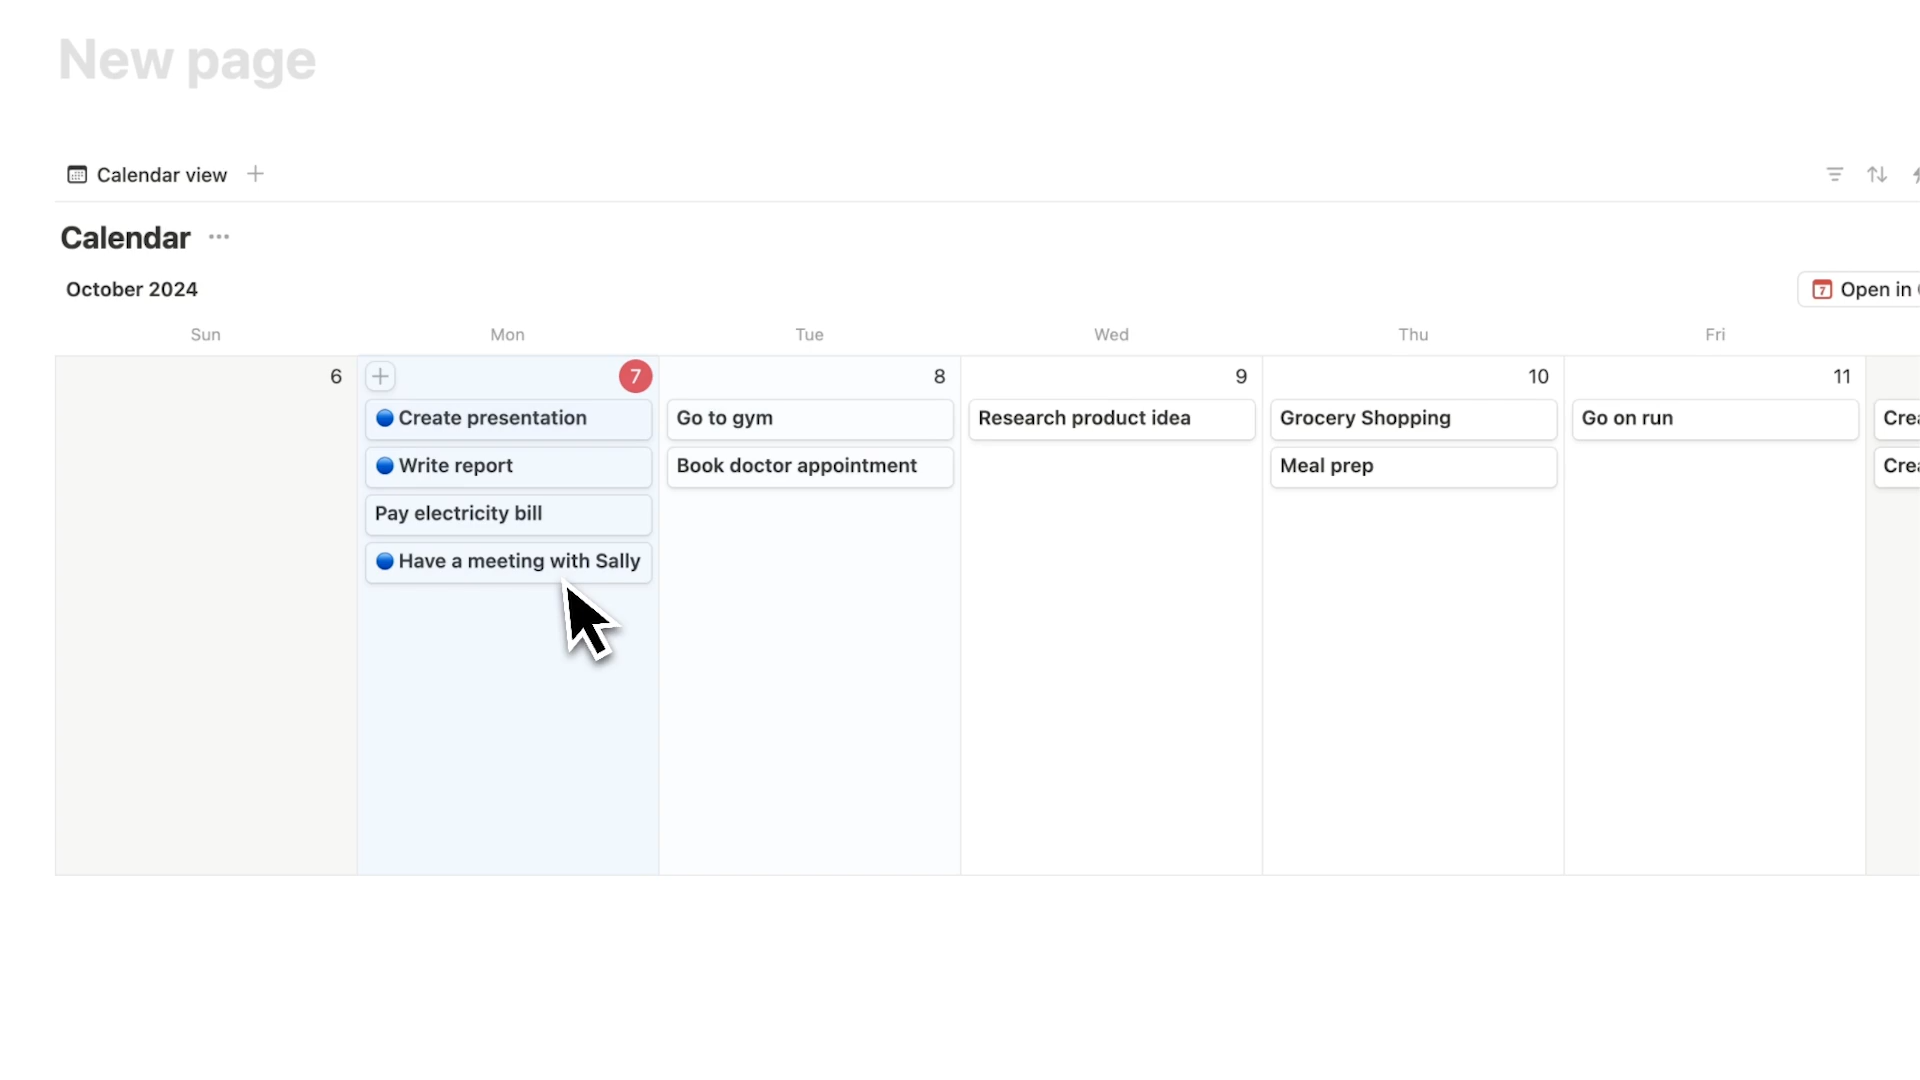 New page
Calendar view
Calendar
October 2024
7 Open in
Sun Mon Tue Wed Thu Fri
6 7 8 9 10 11
Create presentation Go to gym Research product idea Grocery Shopping Go on run
Write report Book doctor appointment Meal prep
Pay electricity bill
Have a meeting with Sally